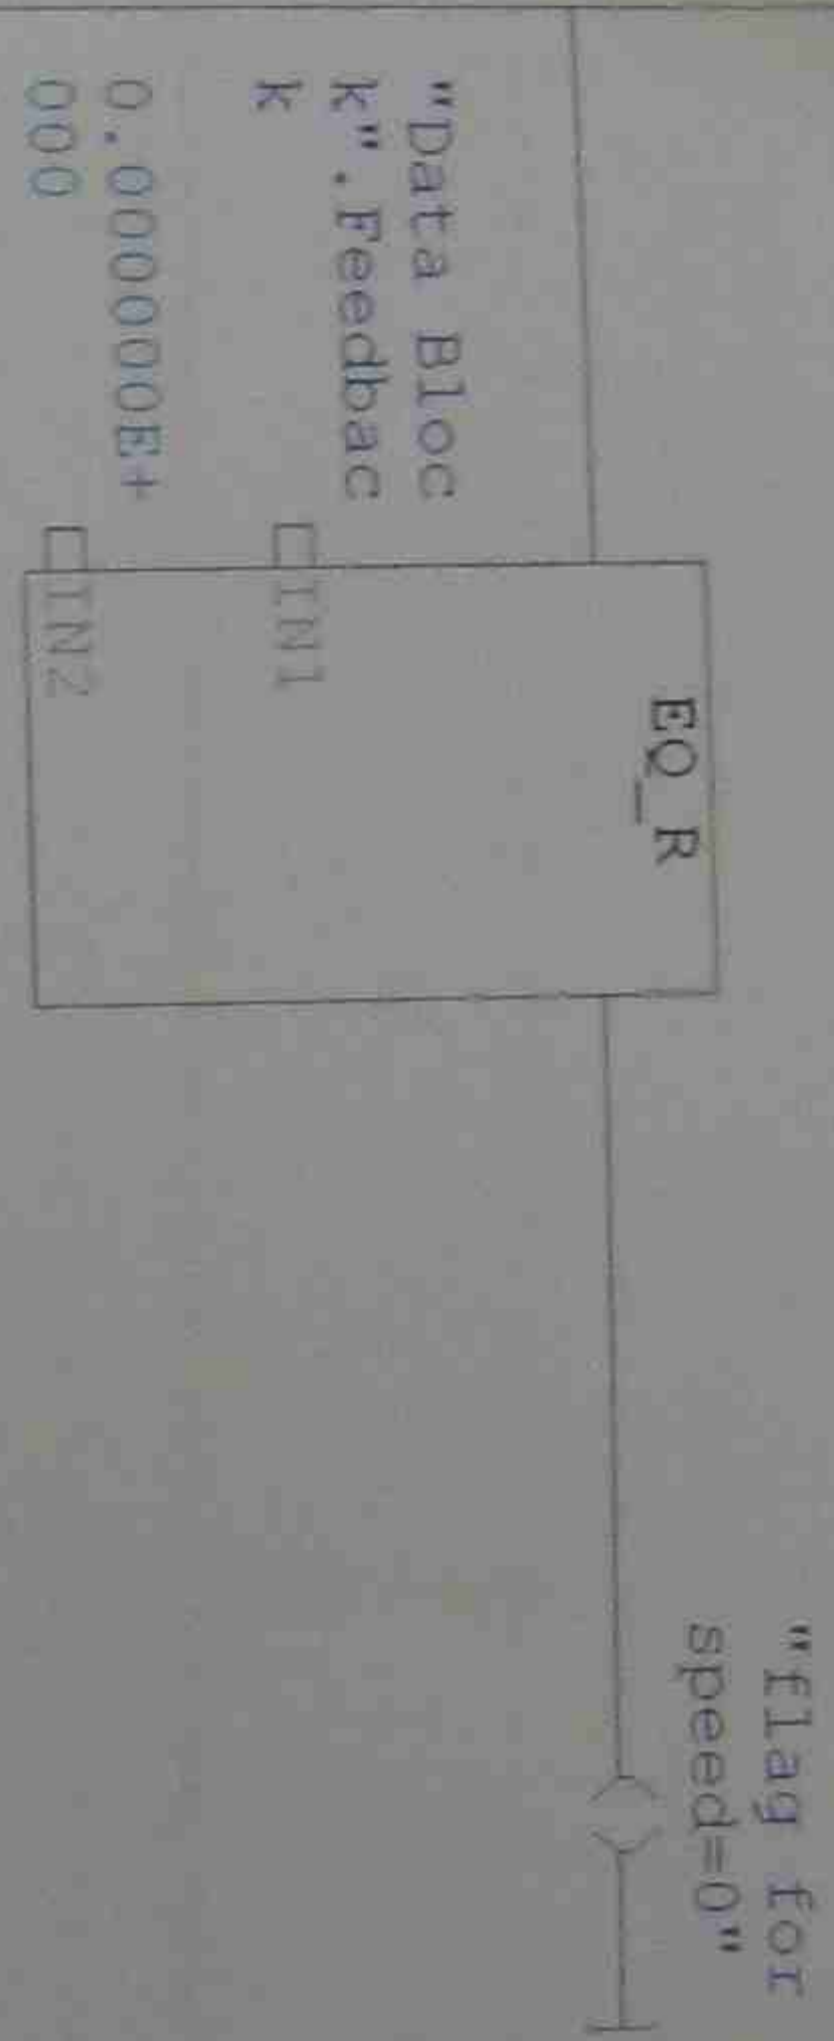 "flag for
speed=0"
EQ_R
"Data Bloc
k".Feedbac
k
IN1
0.000000E+
000
IN2